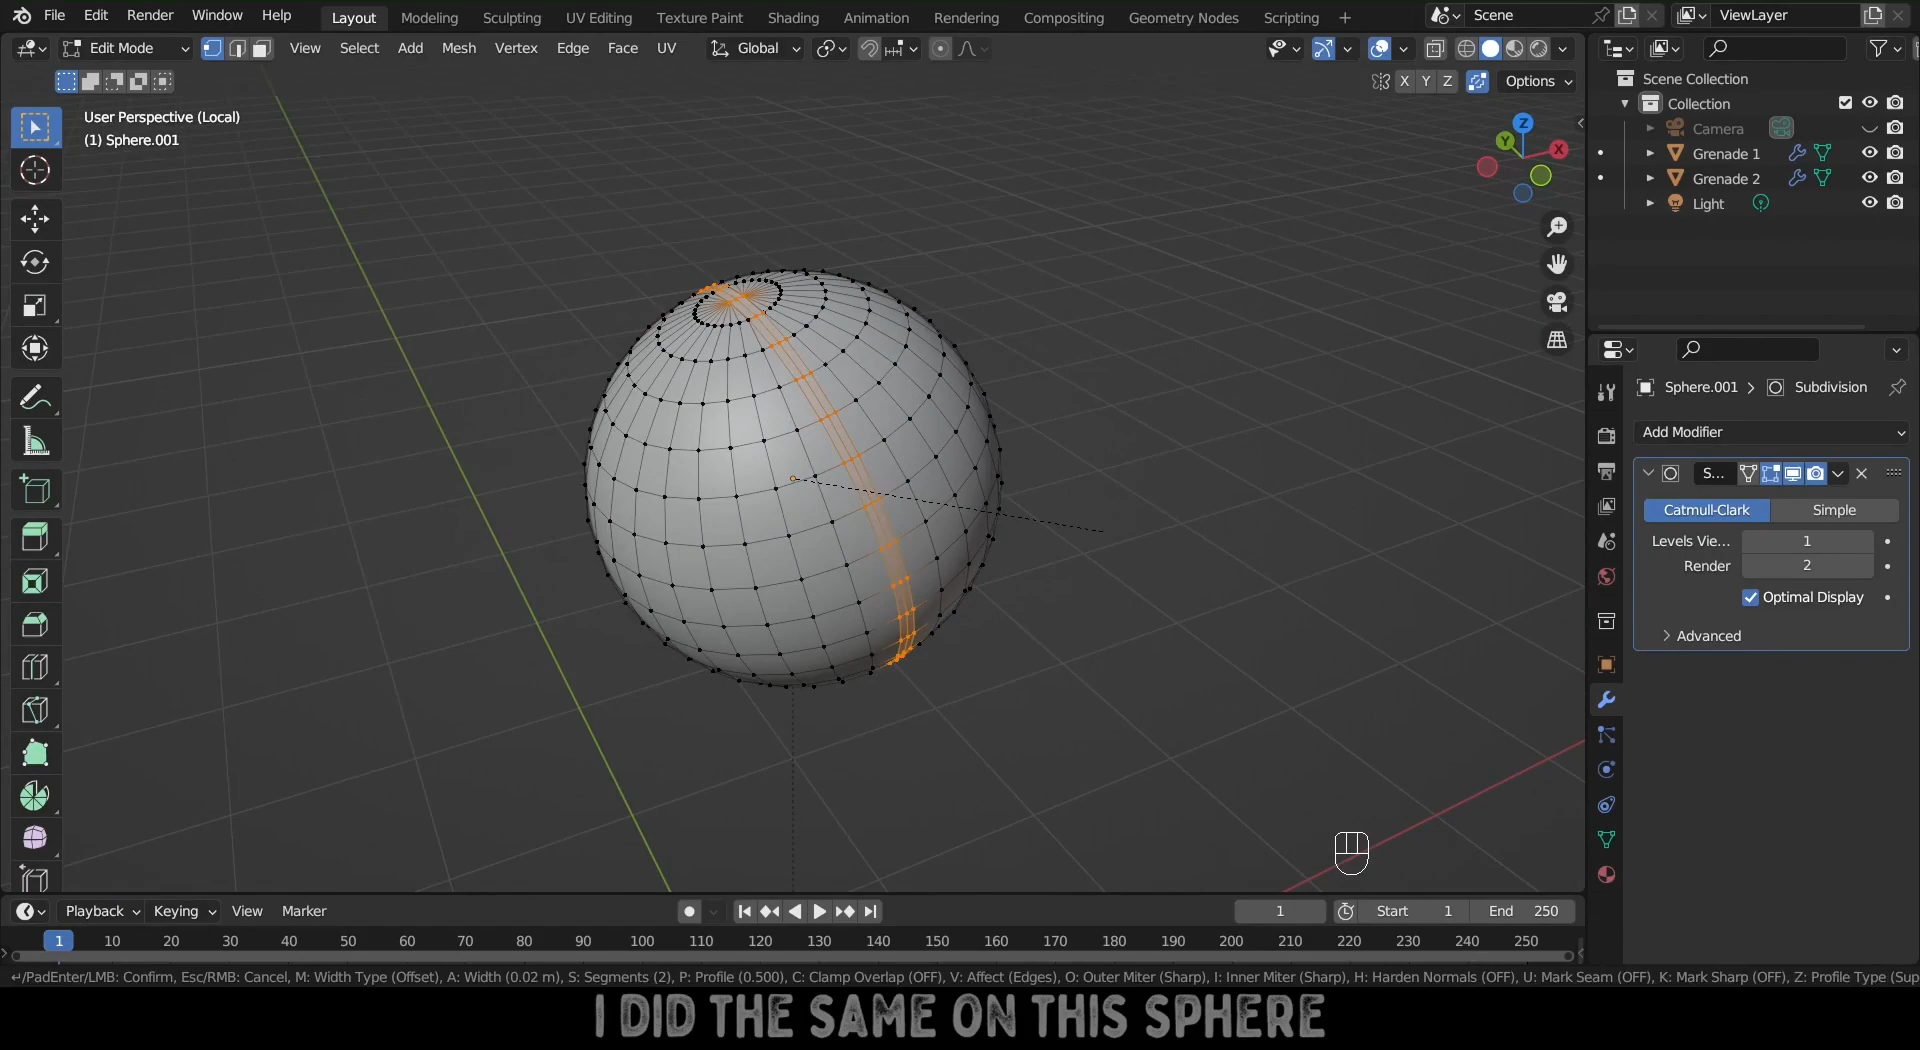 File Edit Render Window Help Layout Modeling Sculpting UV Editing Texture Paint Shading Animation Rendering Compositing Geometry Nodes Scripting + Scene ViewLayer
Edit Mode View Select Add Mesh Vertex Edge Face UV Global
X Y Z Options
User Perspective (Local)
(1) Sphere.001
Z
Y
X
Scene Collection
Collection
Camera
Grenade 1
Grenade 2
Light
Sphere.001 > Subdivision
Add Modifier
S...
Catmull-Clark Simple
Levels Vie... 1
Render 2
Optimal Display
Advanced
Playback Keying View Marker 1 Start 1 End 250
1 10 20 30 40 50 60 70 80 90 100 110 120 130 140 150 160 170 180 190 200 210 220 230 240 250
↵/PadEnter/LMB: Confirm, Esc/RMB: Cancel, M: Width Type (Offset), A: Width (0.02 m), S: Segments (2), P: Profile (0.500), C: Clamp Overlap (OFF), V: Affect (Edges), O: Outer Miter (Sharp), I: Inner Miter (Sharp), H: Harden Normals (OFF), U: Mark Seam (OFF), K: Mark Sharp (OFF), Z: Profile Type (Sup
I DID THE SAME ON THIS SPHERE